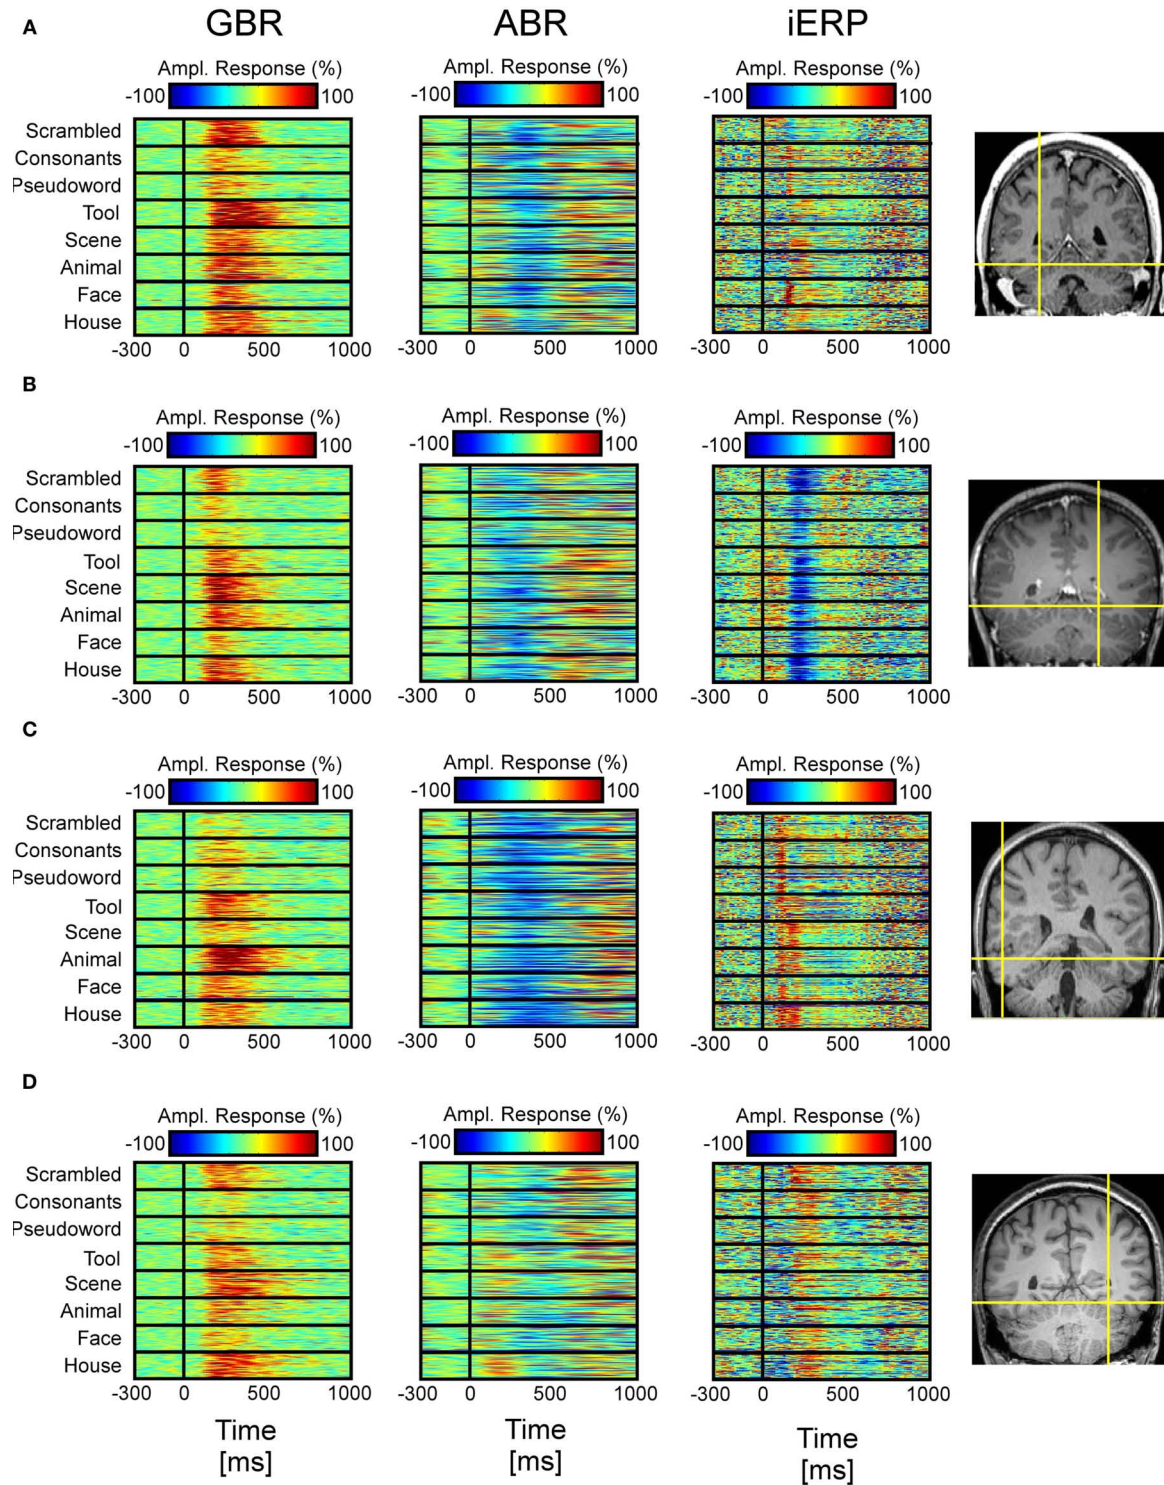 A
GBR ABR iERP
Ampl. Response (%) Ampl. Response (%) Ampl. Response (%)
-100 100 -100 100 -100 100
Scrambled
Consonants
Pseudoword
Tool
Scene
Animal
Face
House
-300 0 500 1000 -300 0 500 1000 -300 0 500 1000
B
Ampl. Response (%) Ampl. Response (%) Ampl. Response (%)
-100 100 -100 100 -100 100
Scrambled
Consonants
Pseudoword
Tool
Scene
Animal
Face
House
-300 0 500 1000 -300 0 500 1000 -300 0 500 1000
C
Ampl. Response (%) Ampl. Response (%) Ampl. Response (%)
-100 100 -100 100 -100 100
Scrambled
Consonants
Pseudoword
Tool
Scene
Animal
Face
House
-300 0 500 1000 -300 0 500 1000 -300 0 500 1000
D
Ampl. Response (%) Ampl. Response (%) Ampl. Response (%)
-100 100 -100 100 -100 100
Scrambled
Consonants
Pseudoword
Tool
Scene
Animal
Face
House
-300 0 500 1000 -300 0 500 1000 -300 0 500 1000
Time Time Time
[ms] [ms] [ms]